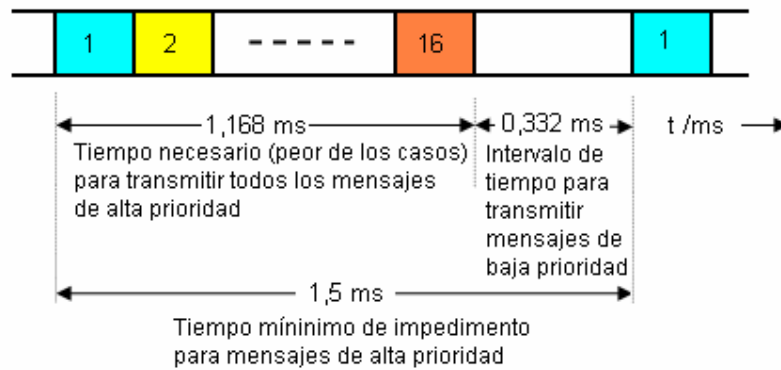 1 2 16 1
1,168 ms 0,332 ms t /ms
Tiempo necesario (peor de los casos)
para transmitir todos los mensajes
de alta prioridad
Intervalo de
tiempo para
transmitir
mensajes de
baja prioridad
1,5 ms
Tiempo míninimo de impedimento
para mensajes de alta prioridad